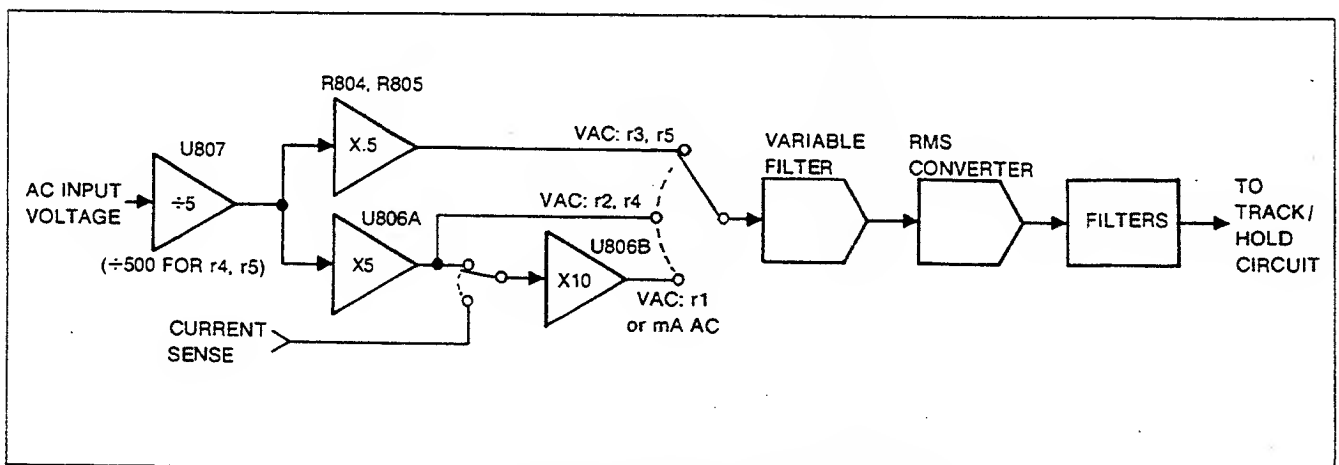 R804, R805
X.5
U807
AC INPUT
VOLTAGE
÷5
(÷500 FOR r4, r5)
U806A
X5
CURRENT
SENSE
VAC: r3, r5
VAC: r2, r4
U806B
X10
VAC: r1
or mA AC
VARIABLE
FILTER
RMS
CONVERTER
FILTERS
TO
TRACK/
HOLD
CIRCUIT